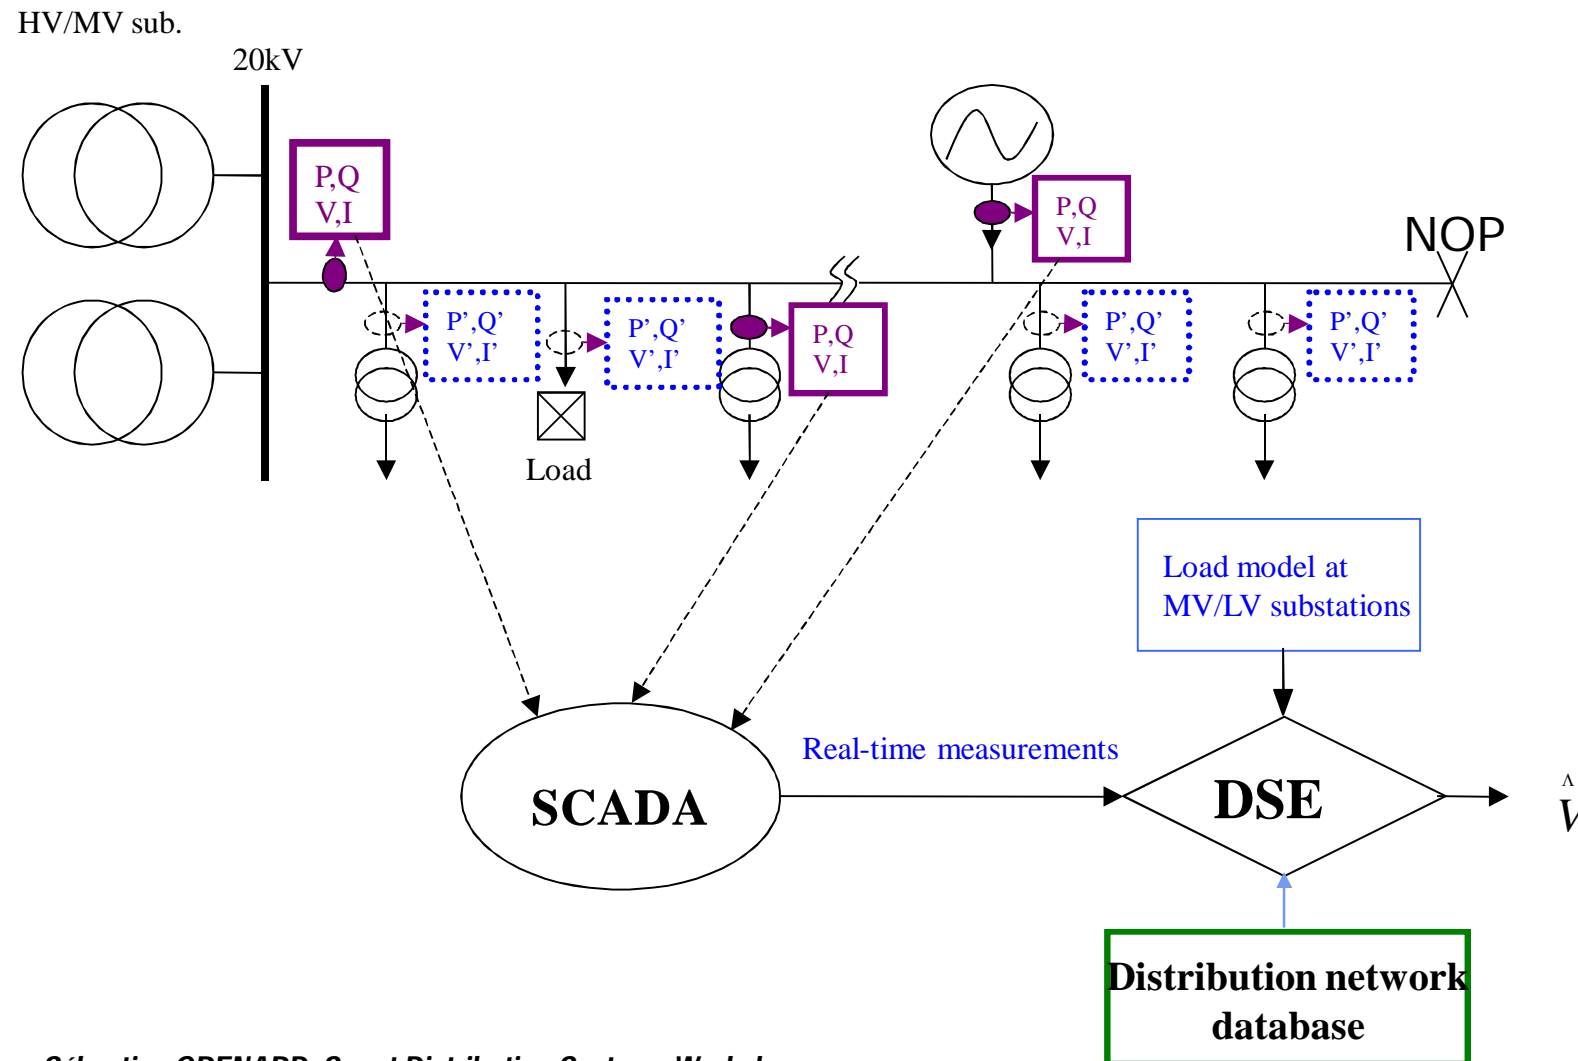 HV/MV sub.
20kV
P,Q
V,I
P,Q
V,I
NOP
P’,Q’
V’,I’
P’,Q’
V’,I’
P,Q
V,I
P’,Q’
V’,I’
P’,Q’
V’,I’
Load
Load model at
MV/LV substations
Real-time measurements
SCADA
DSE
V̂
Distribution network
database